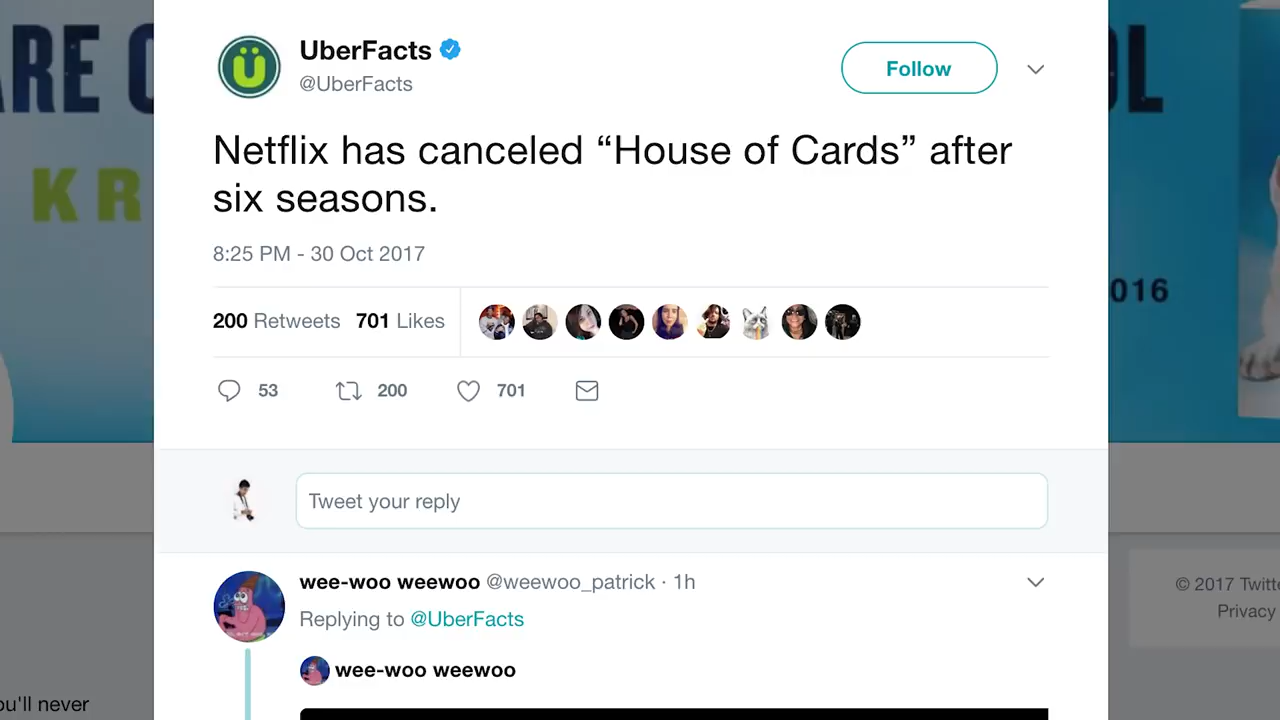 ARE
OL
KR
016
UberFacts
@UberFacts
Follow
Netflix has canceled “House of Cards” after
six seasons.
8:25 PM - 30 Oct 2017
200 Retweets 701 Likes
53 200 701
Tweet your reply
wee-woo weewoo @weewoo_patrick · 1h
Replying to @UberFacts
wee-woo weewoo
© 2017 Twitt
Privacy
ou'll never